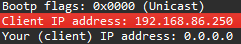 Bootp flags: 0x0000 (Unicast)
Client IP address: 192.168.86.250
Your (client) IP address: 0.0.0.0